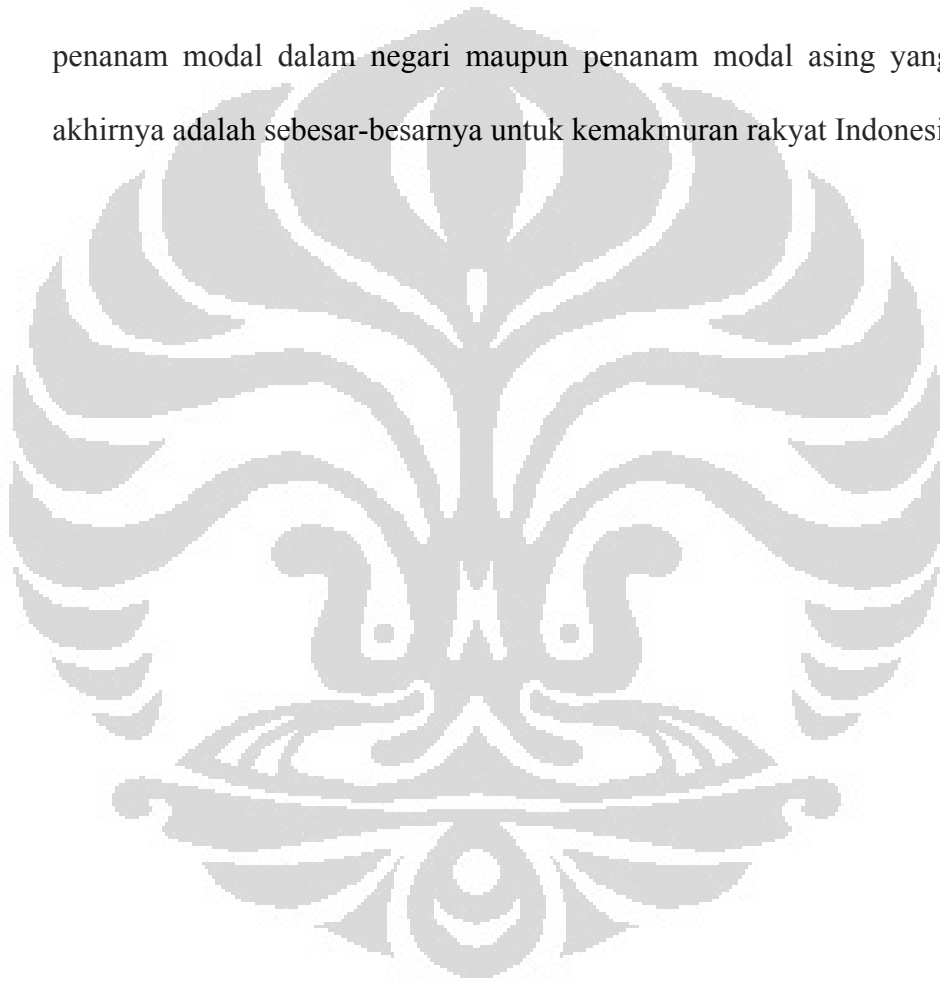 penanam modal dalam negari maupun penanam modal asing yang
akhirnya adalah sebesar-besarnya untuk kemakmuran rakyat Indonesi